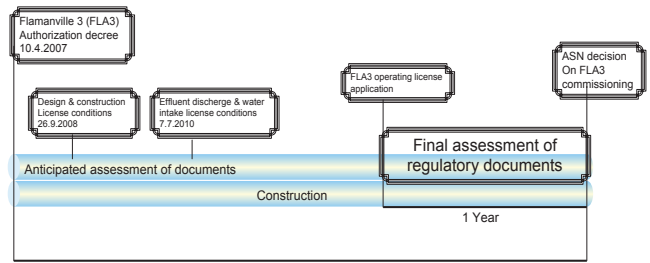 Flamanville 3 (FLA3)
Authorization decree
10.4.2007
ASN decision
On FLA3
commissioning
FLA3 operating license
application
Design & construction
License conditions
26.9.2008
Effluent discharge & water
intake license conditions
7.7.2010
Final assessment of
regulatory documents
Anticipated assessment of documents
Construction
1 Year